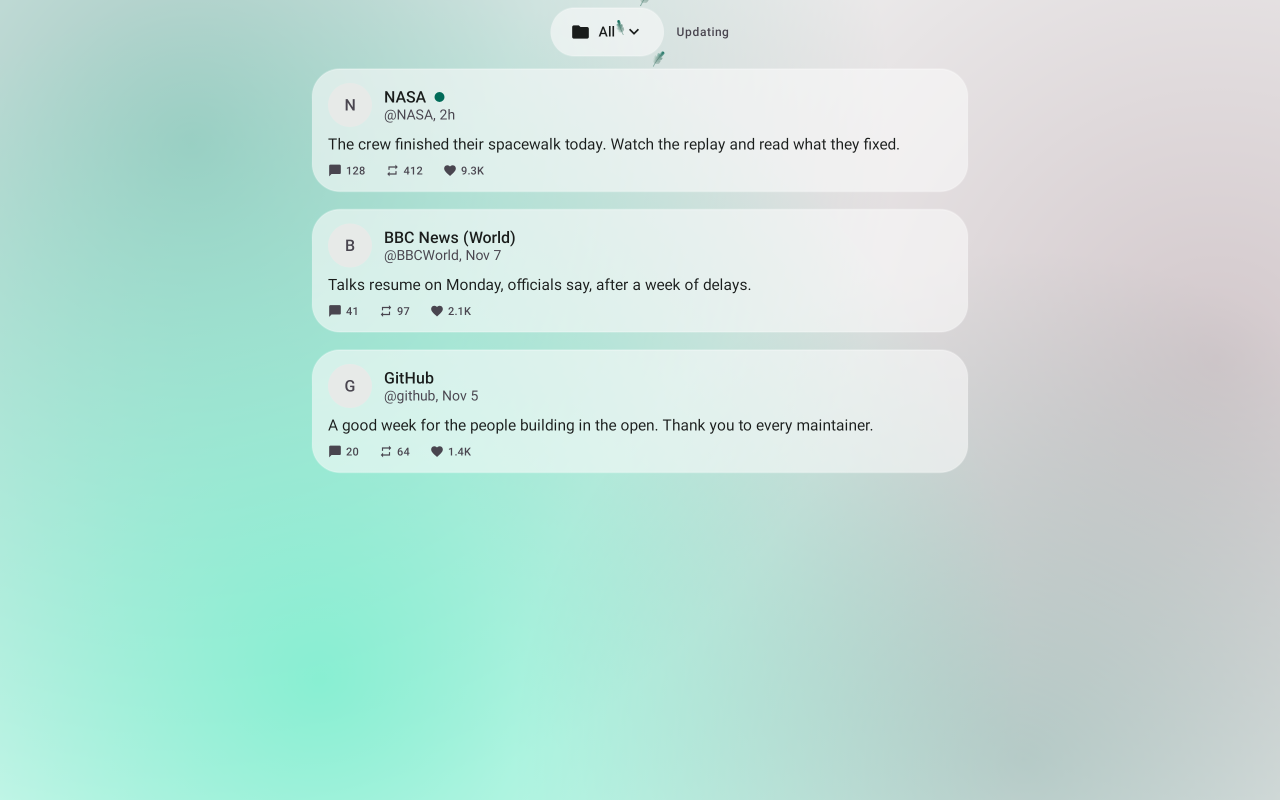 All
Updating
N
NASA
@NASA, 2h
The crew finished their spacewalk today. Watch the replay and read what they fixed.
128 412 9.3K
B
BBC News (World)
@BBCWorld, Nov 7
Talks resume on Monday, officials say, after a week of delays.
41 97 2.1K
G
GitHub
@github, Nov 5
A good week for the people building in the open. Thank you to every maintainer.
20 64 1.4K